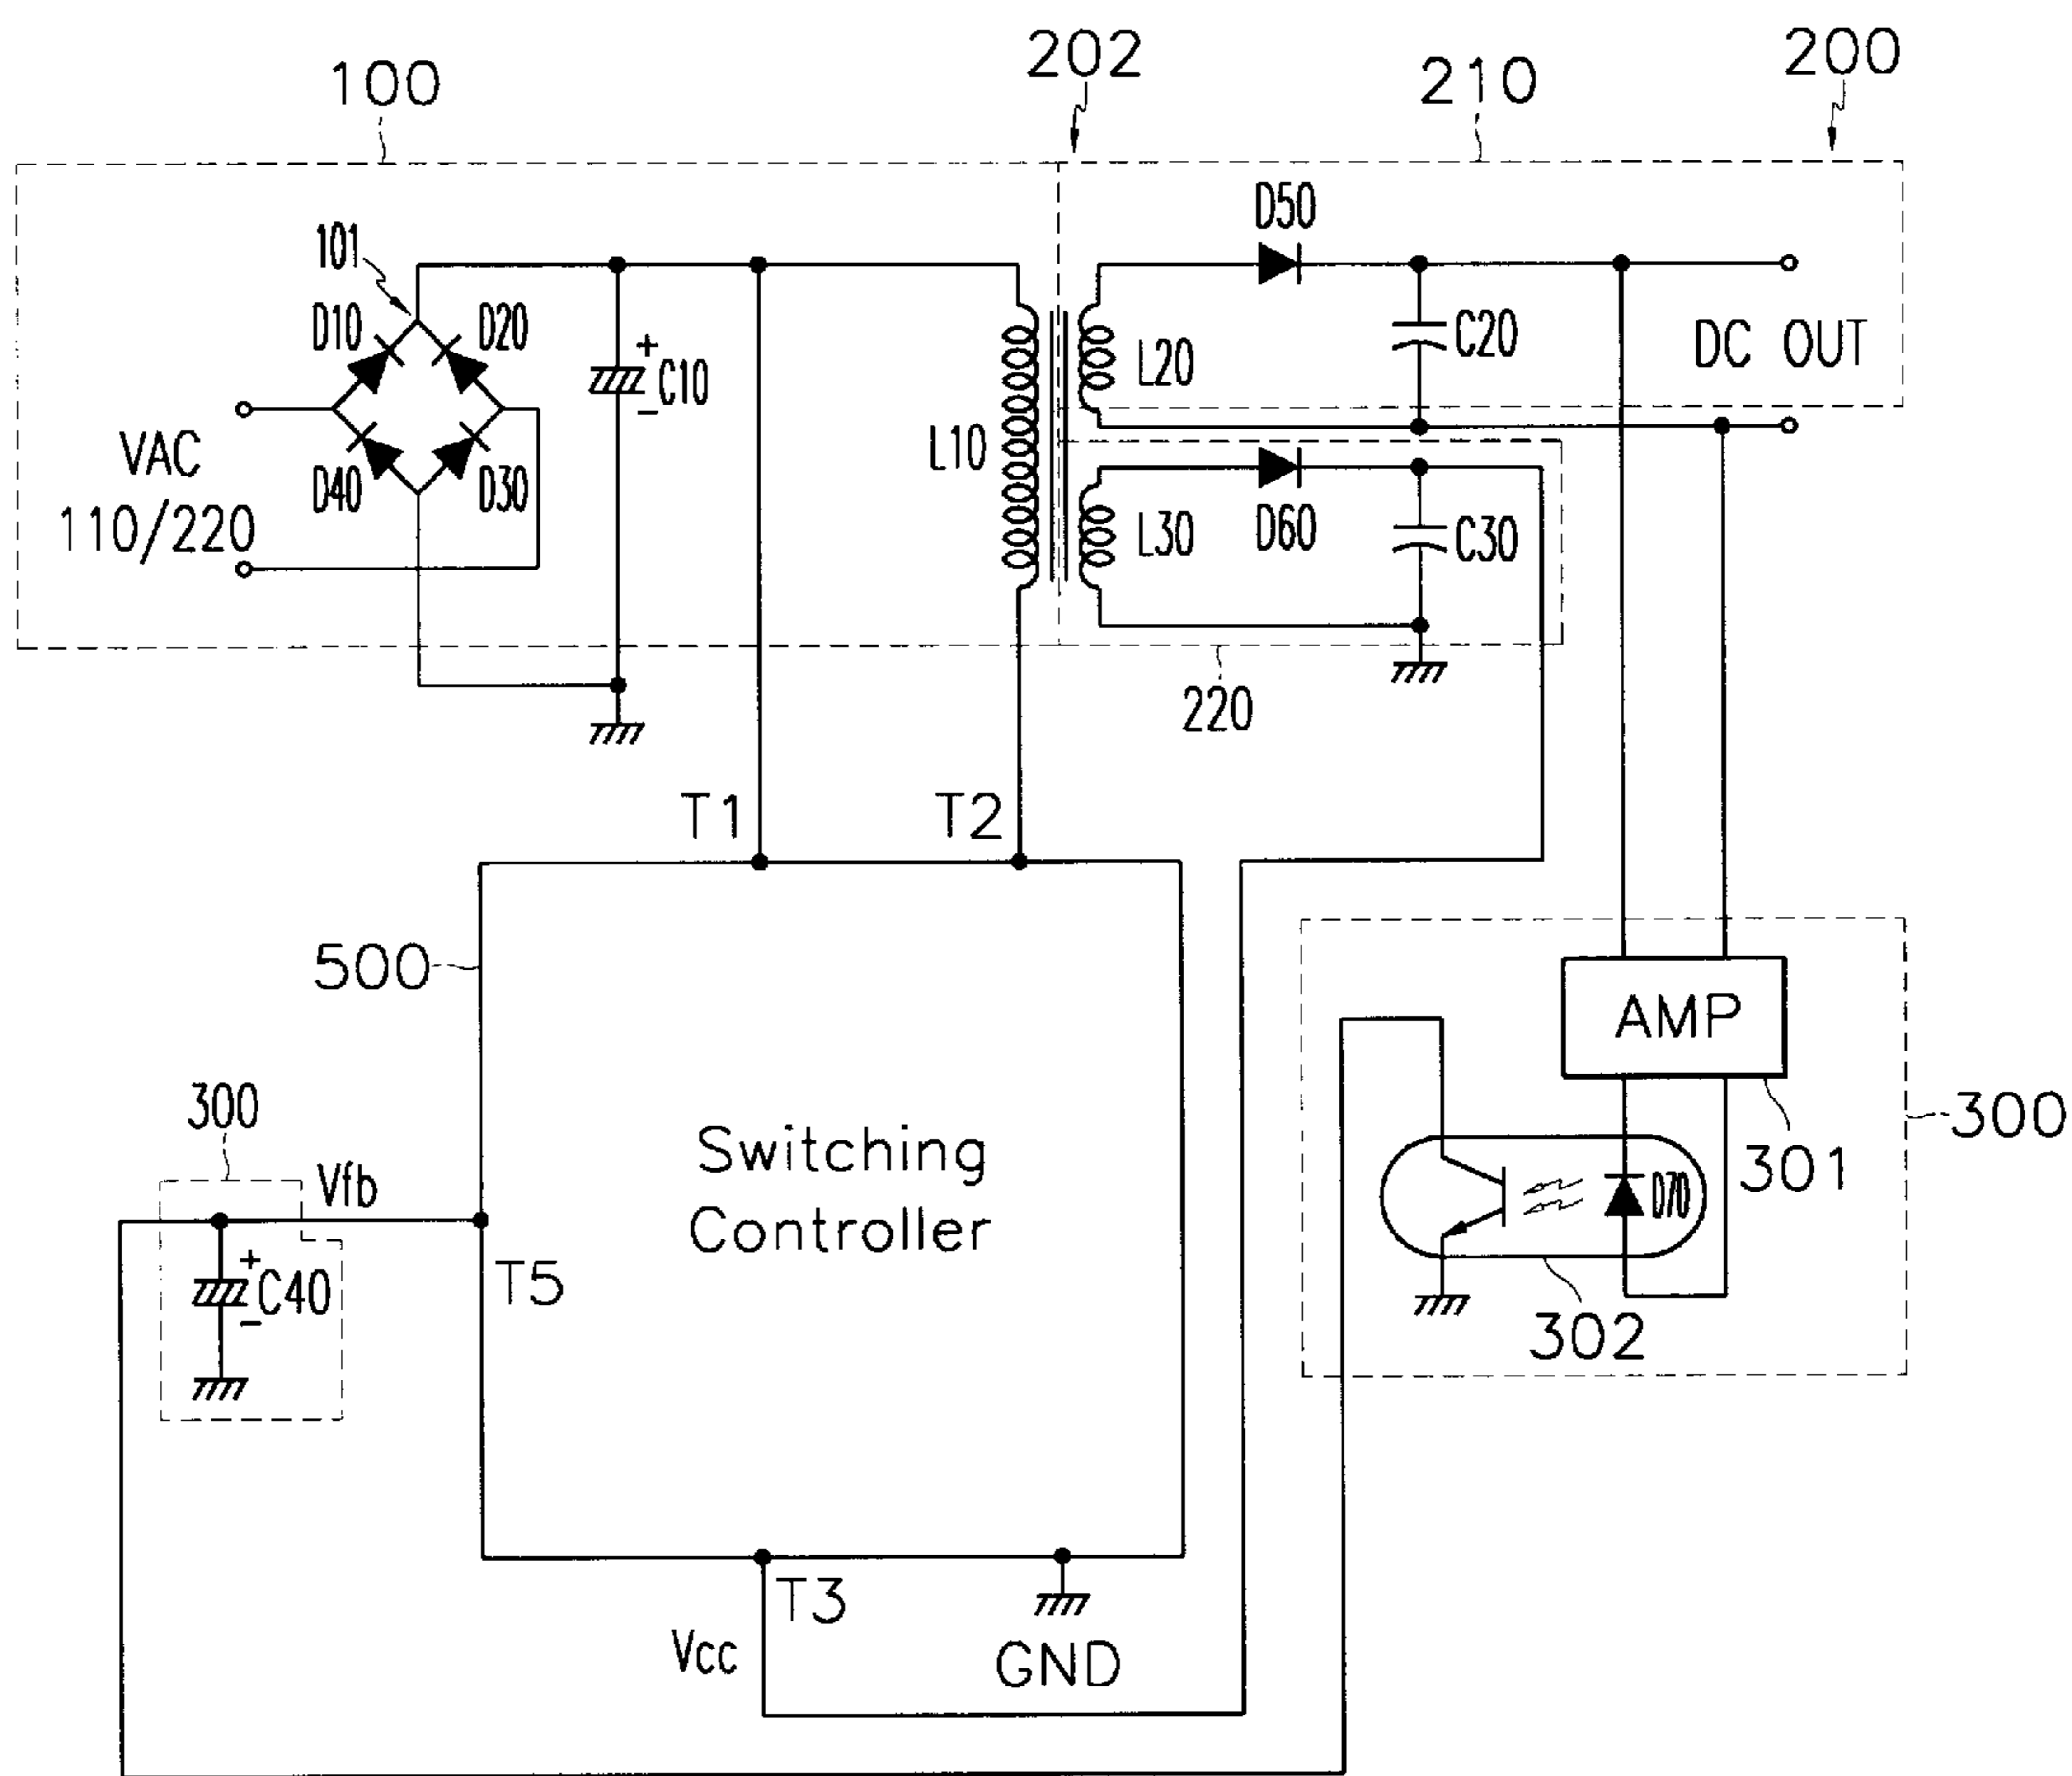 202
200
100
210
D50
101
D10
D20
+
C10
-
L20
C20
DC OUT
L10
VAC
110/220
D40
D30
L30
D60
C30
220
T1
T2
500
AMP
300
Vfb
Switching
Controller
300
301
D70
+
C40
-
T5
302
T3
Vcc
GND